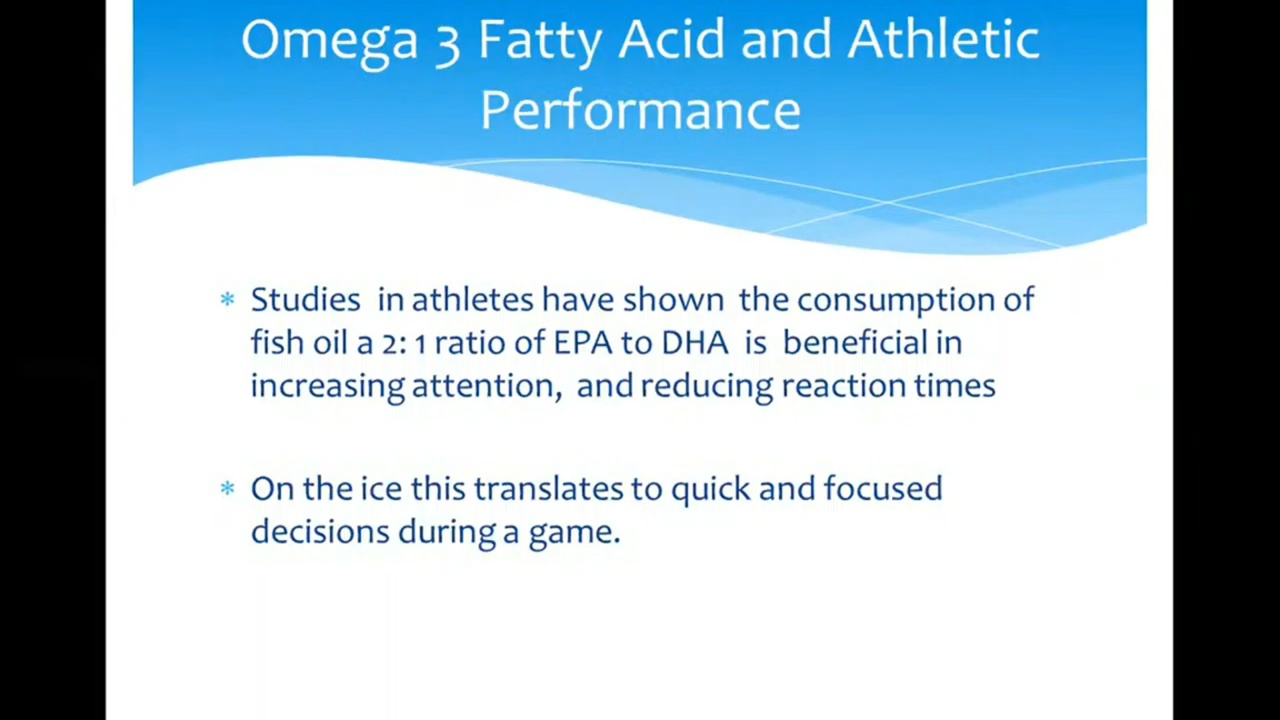 Omega 3 Fatty Acid and Athletic
Performance
* Studies in athletes have shown the consumption of
fish oil a 2: 1 ratio of EPA to DHA is beneficial in
increasing attention, and reducing reaction times
* On the ice this translates to quick and focused
decisions during a game.